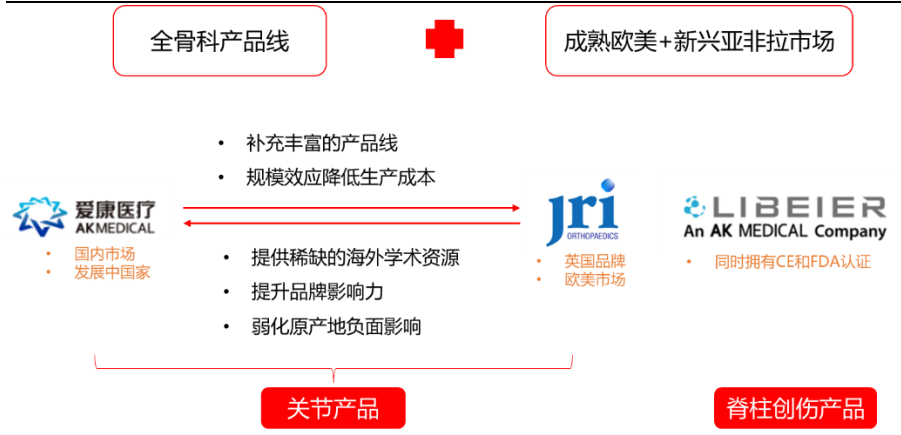 全骨科产品线
成熟欧美+新兴亚非拉市场
• 补充丰富的产品线
• 规模效应降低生产成本
爱康医疗
AKMEDICAL
• 国内市场
• 发展中国家
• 提供稀缺的海外学术资源
• 提升品牌影响力
• 弱化原产地负面影响
jri
ORTHOPAEDICS
• 英国品牌
• 欧美市场
LIBEIER
An AK MEDICAL Company
• 同时拥有CE和FDA认证
关节产品
脊柱创伤产品